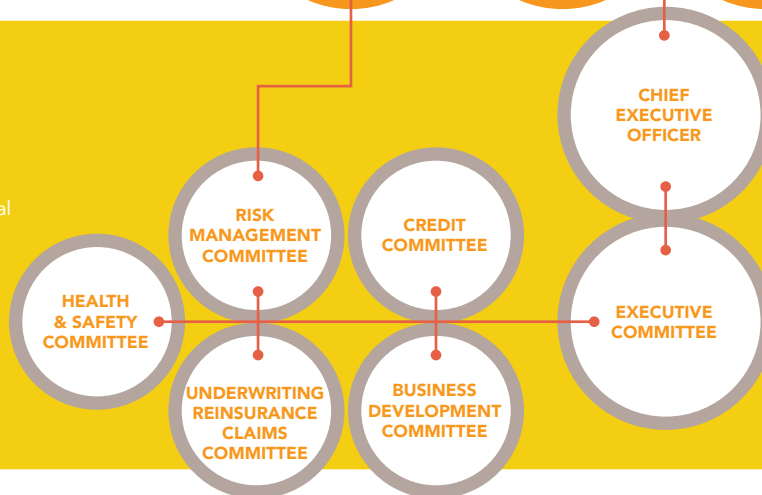 CHIEF
EXECUTIVE
OFFICER
al
RISK
MANAGEMENT
COMMITTEE
CREDIT
COMMITTEE
HEALTH
& SAFETY
COMMITTEE
EXECUTIVE
COMMITTEE
UNDERWRITING
REINSURANCE
CLAIMS
COMMITTEE
BUSINESS
DEVELOPMENT
COMMITTEE